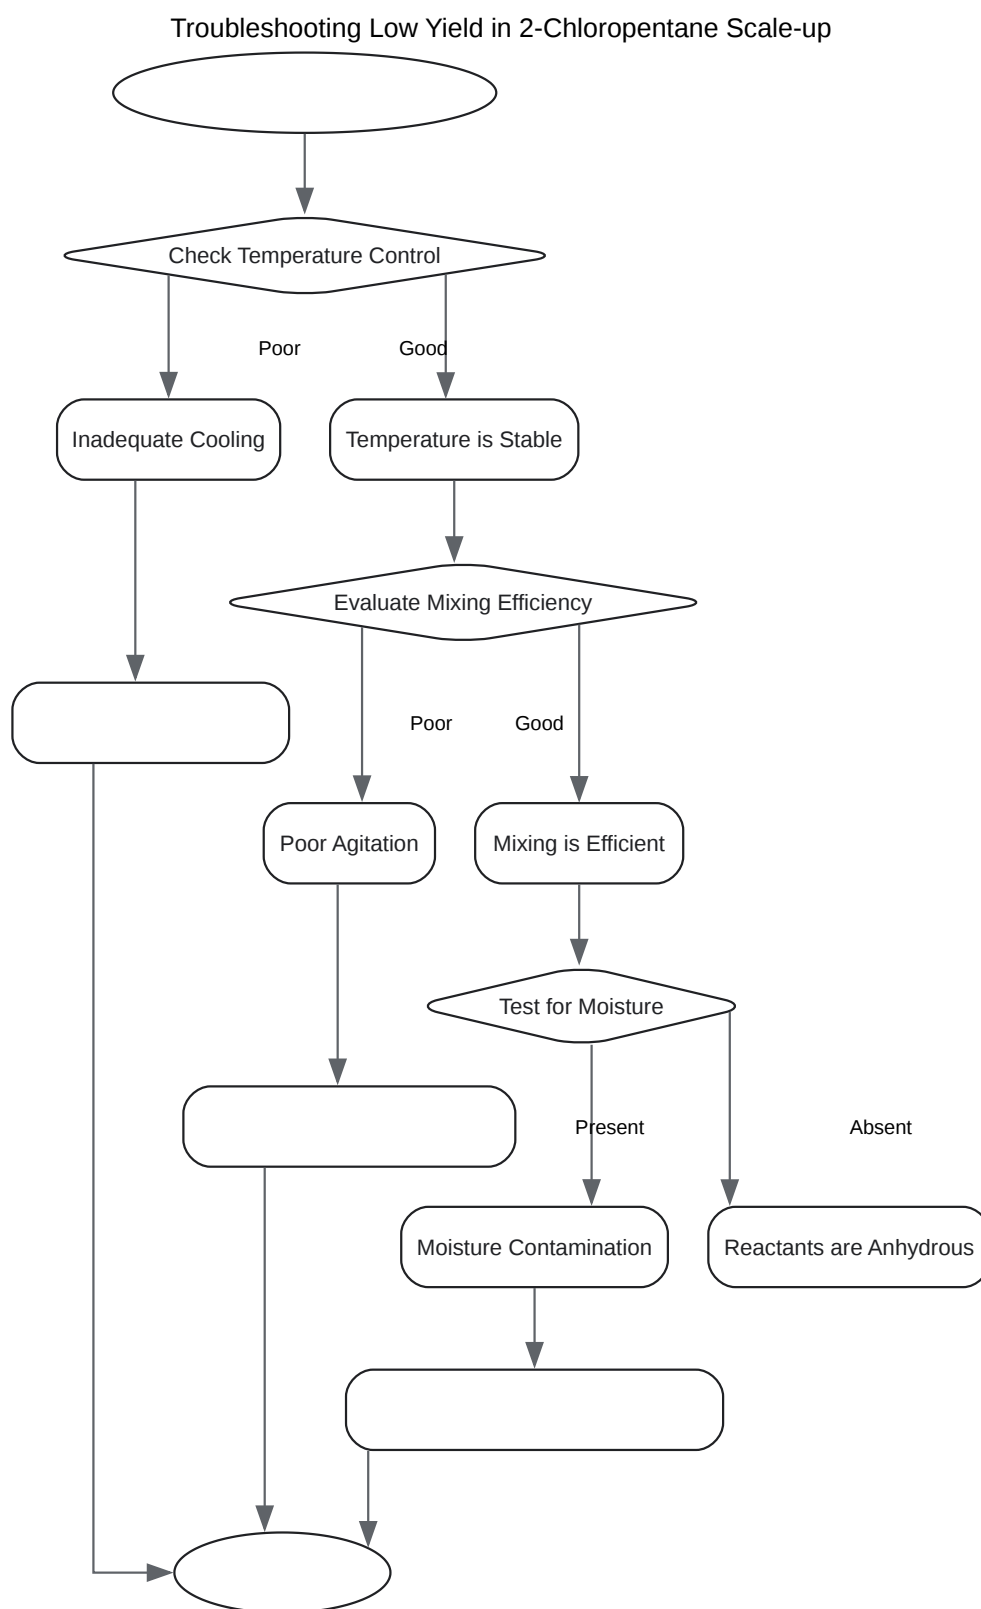 Troubleshooting Low Yield in 2-Chloropentane Scale-up
Check Temperature Control
Poor
Good
Inadequate Cooling
Temperature is Stable
Evaluate Mixing Efficiency
Poor
Good
Poor Agitation
Mixing is Efficient
Test for Moisture
Present
Absent
Moisture Contamination
Reactants are Anhydrous